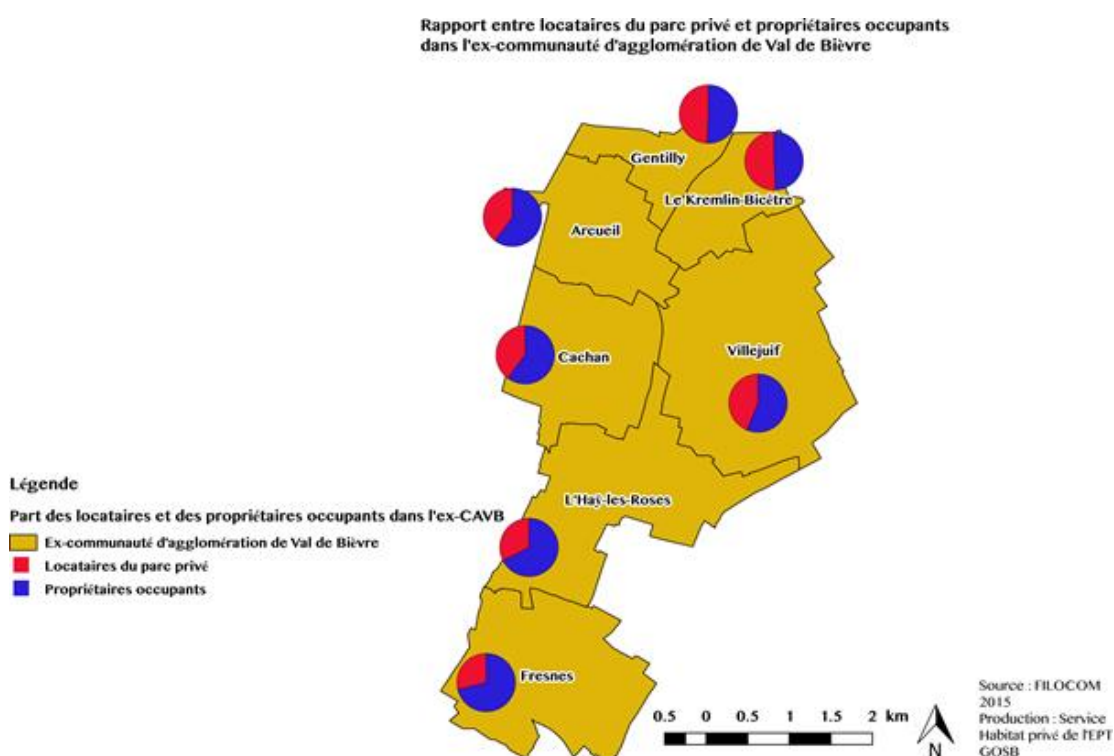 Rapport entre locataires du parc privé et propriétaires occupants
dans l'ex-communauté d'agglomération de Val de Bièvre
Gentilly
Le Kremlin-Bicêtre
Arcueil
Villejuif
Cachan
L'Haÿ-les-Roses
Fresnes
Légende
Part des locataires et des propriétaires occupants dans l'ex-CAVB
Ex-communauté d'agglomération de Val de Bièvre
Locataires du parc privé
Propriétaires occupants
0.5 0 0.5 1 1.5 2 km
N
Source : FILOCOM
2015
Production : Service
Habitat privé de l'EPT
GOSB